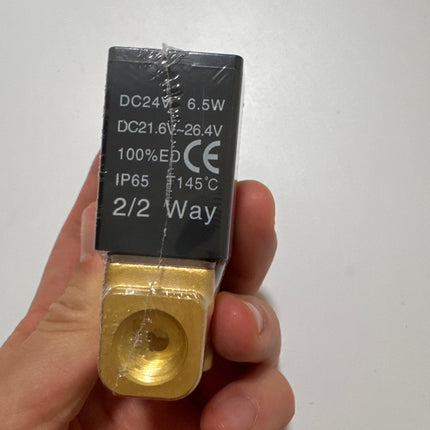 DC24V 6.5W
DC21.6V~26.4V
100%ED CE
IP65 T145°C
2/2 Way